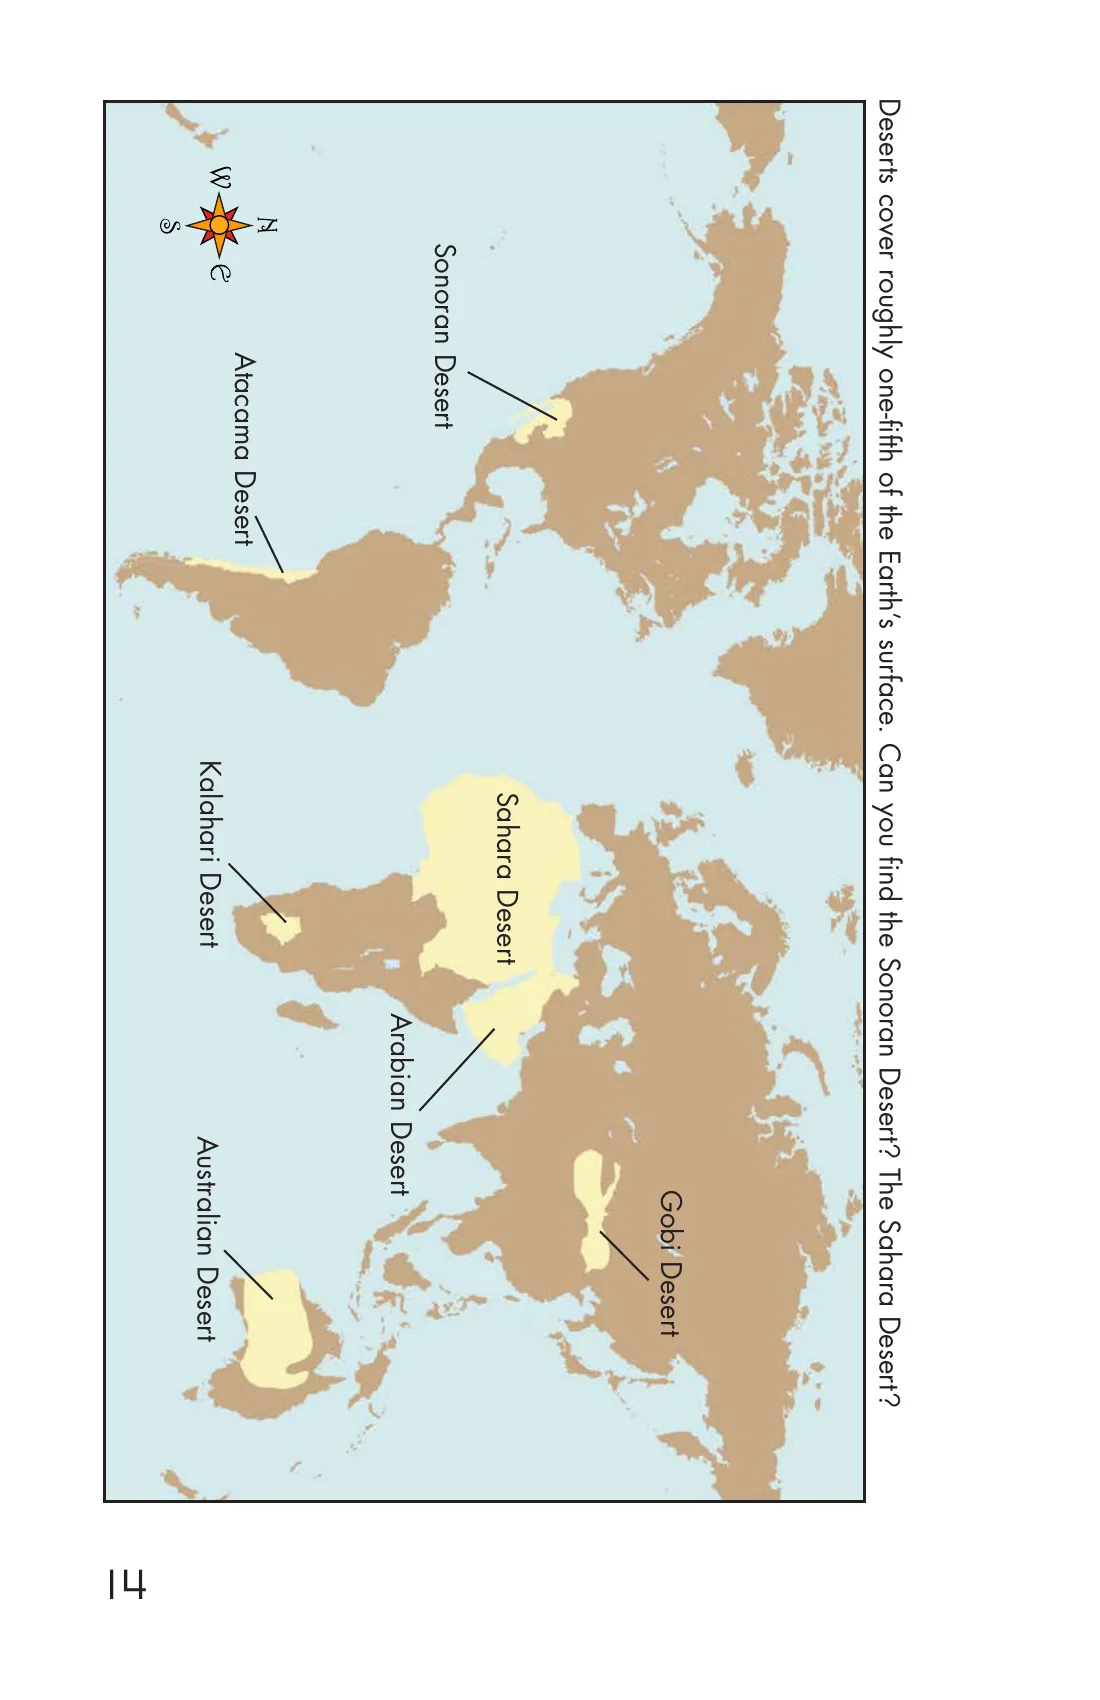 Deserts cover roughly one-fifth of the Earth's surface. Can you find the Sonoran Desert? The Sahara Desert?
Gobi Desert
Sahara Desert
Sonoran Desert
Arabian Desert
Atacama Desert
Kalahari Desert
Australian Desert
N
W
E
S
14